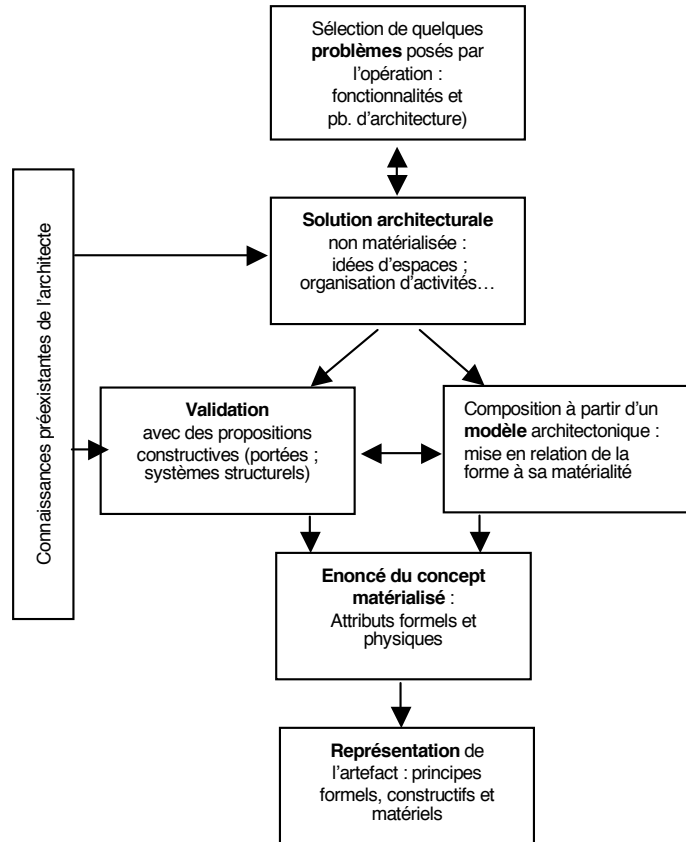 Sélection de quelques
problèmes posés par
l’opération :
fonctionnalités et
pb. d’architecture)
Connaissances préexistantes de l’architecte
Solution architecturale
non matérialisée :
idées d’espaces ;
organisation d’activités…
Validation
avec des propositions
constructives (portées ;
systèmes structurels)
Composition à partir d’un
modèle architectonique :
mise en relation de la
forme à sa matérialité
Enoncé du concept
matérialisé :
Attributs formels et
physiques
Représentation de
l’artefact : principes
formels, constructifs et
matériels